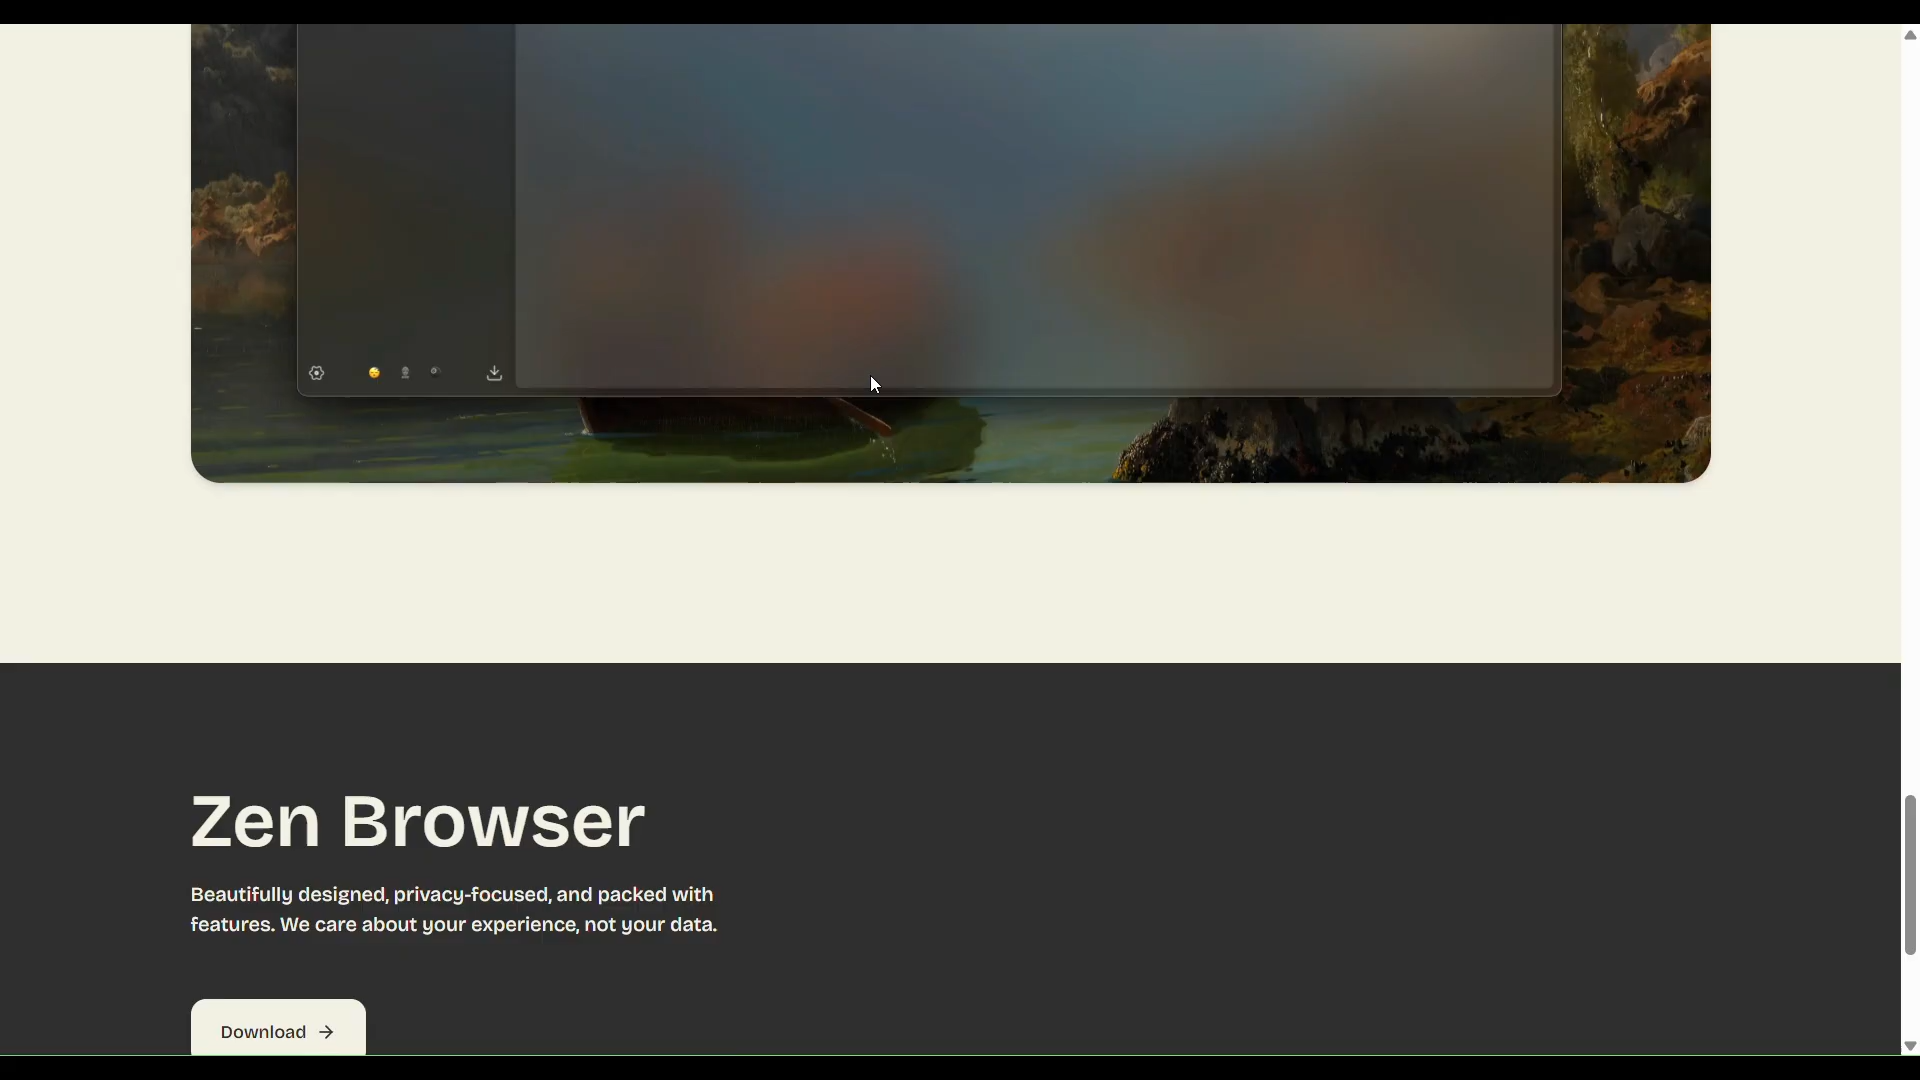 Zen Browser
Beautifully designed, privacy-focused, and packed with
features. We care about your experience, not your data.
Download